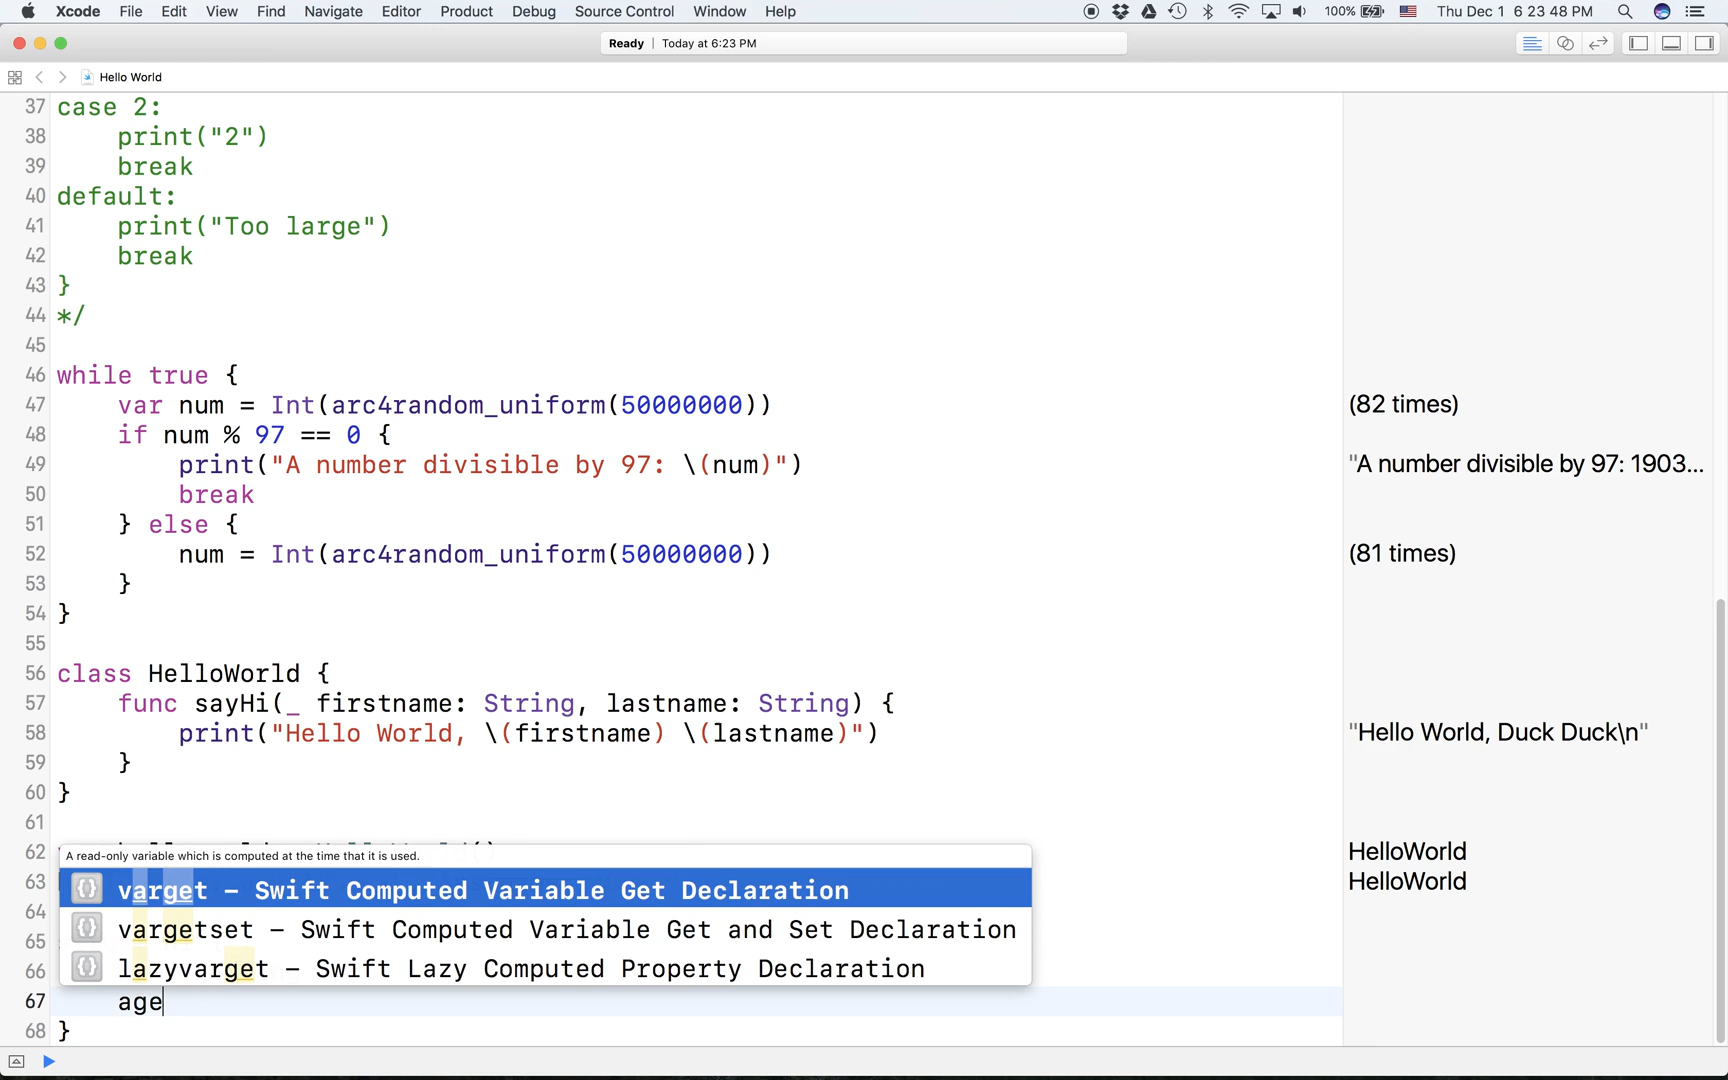 Xcode File Edit View Find Navigate Editor Product Debug Source Control Window Help 100% Thu Dec 1 6 23 48 PM
Ready | Today at 6:23 PM
Hello World
37 case 2:
38 print("2")
39 break
40 default:
41 print("Too large")
42 break
43 }
44 */
45
46 while true {
47 var num = Int(arc4random_uniform(50000000)) (82 times)
48 if num % 97 == 0 {
49 print("A number divisible by 97: \(num)") "A number divisible by 97: 1903...
50 break
51 } else {
52 num = Int(arc4random_uniform(50000000)) (81 times)
53 }
54 }
55
56 class HelloWorld {
57 func sayHi(_ firstname: String, lastname: String) {
58 print("Hello World, \(firstname) \(lastname)") "Hello World, Duck Duck\n"
59 }
60 }
61
62 HelloWorld
A read-only variable which is computed at the time that it is used.
63 {} varget – Swift Computed Variable Get Declaration HelloWorld
64
65 {} vargetset – Swift Computed Variable Get and Set Declaration
66 {} lazyvarget – Swift Lazy Computed Property Declaration
67 age
68 }